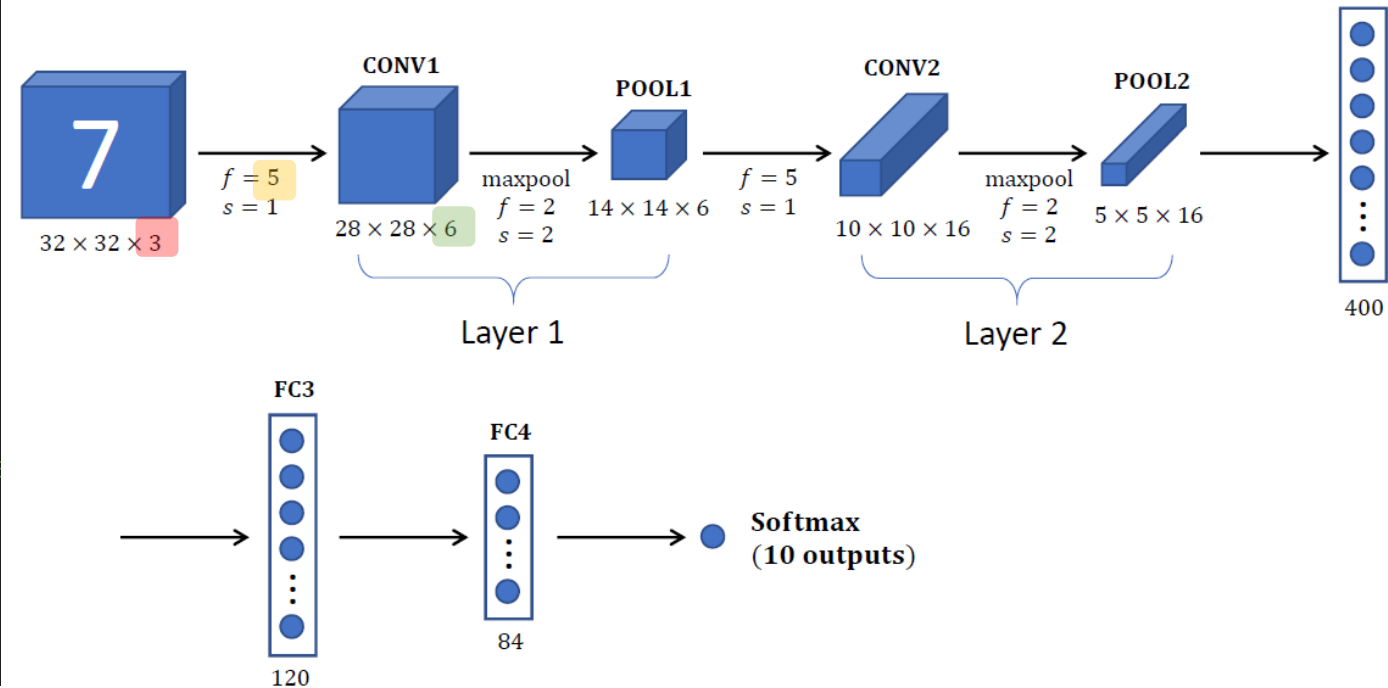 CONV1
POOL1
CONV2
POOL2
7
f = 5
s = 1
maxpool
f = 2
s = 2
f = 5
s = 1
maxpool
f = 2
s = 2
32 × 32 × 3
28 × 28 × 6
14 × 14 × 6
10 × 10 × 16
5 × 5 × 16
400
Layer 1
Layer 2
FC3
FC4
Softmax
(10 outputs)
120
84